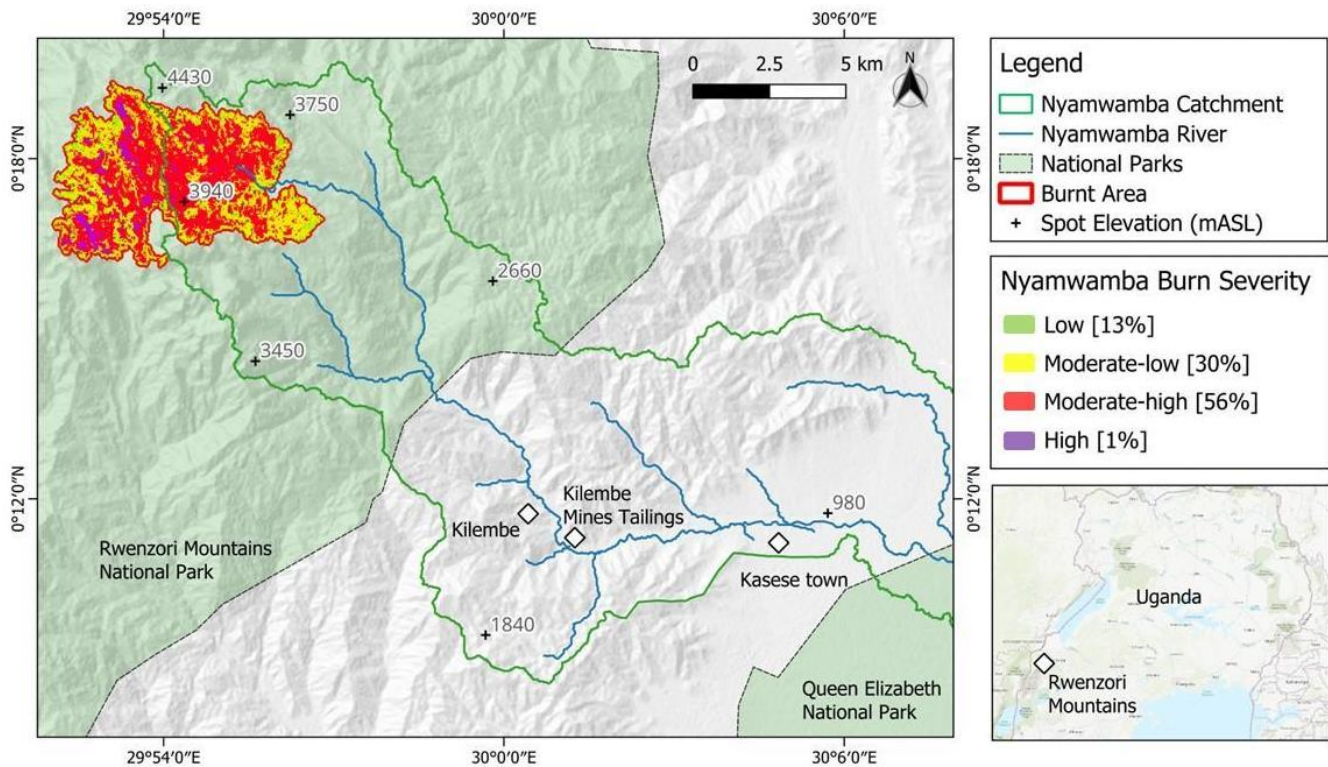 29°54′0″E
30°0′0″E
30°6′0″E
4430
3750
0
2.5
5 km
N
0°18′0″N
0°18′0″N
3940
2660
3450
0°12′0″N
0°12′0″N
Kilembe
Kilembe
Mines Tailings
980
Kasese town
Rwenzori Mountains
National Park
1840
Queen Elizabeth
National Park
29°54′0″E
30°0′0″E
30°6′0″E
Legend
Nyamwamba Catchment
Nyamwamba River
National Parks
Burnt Area
Spot Elevation (mASL)
Nyamwamba Burn Severity
Low [13%]
Moderate-low [30%]
Moderate-high [56%]
High [1%]
Uganda
Rwenzori
Mountains